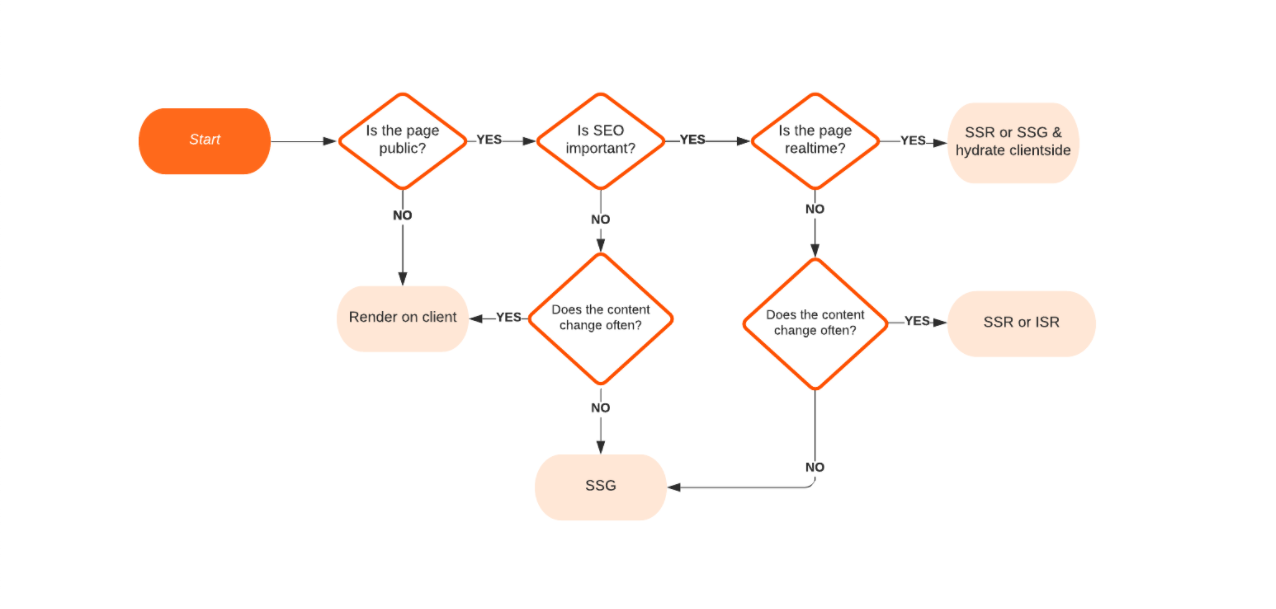 Start
Is the page
public?
YES
Is SEO
important?
YES
Is the page
realtime?
YES
SSR or SSG &
hydrate clientside
NO
NO
NO
Render on client
YES
Does the content
change often?
Does the content
change often?
YES
SSR or ISR
NO
NO
SSG